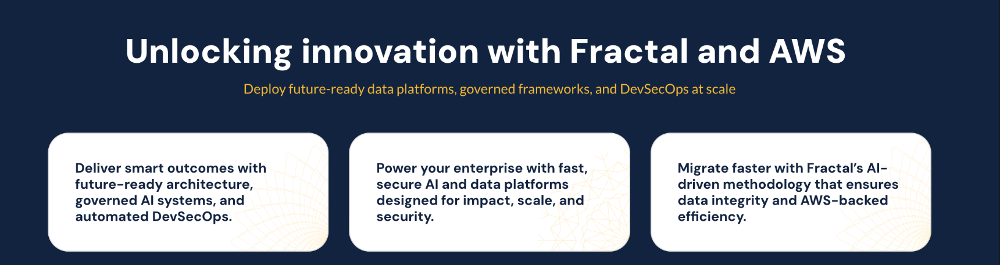 Unlocking innovation with Fractal and AWS
Deploy future-ready data platforms, governed frameworks, and DevSecOps at scale
Deliver smart outcomes with
future-ready architecture,
governed AI systems, and
automated DevSecOps.
Power your enterprise with fast,
secure AI and data platforms
designed for impact, scale, and
security.
Migrate faster with Fractal’s AI-
driven methodology that ensures
data integrity and AWS-backed
efficiency.